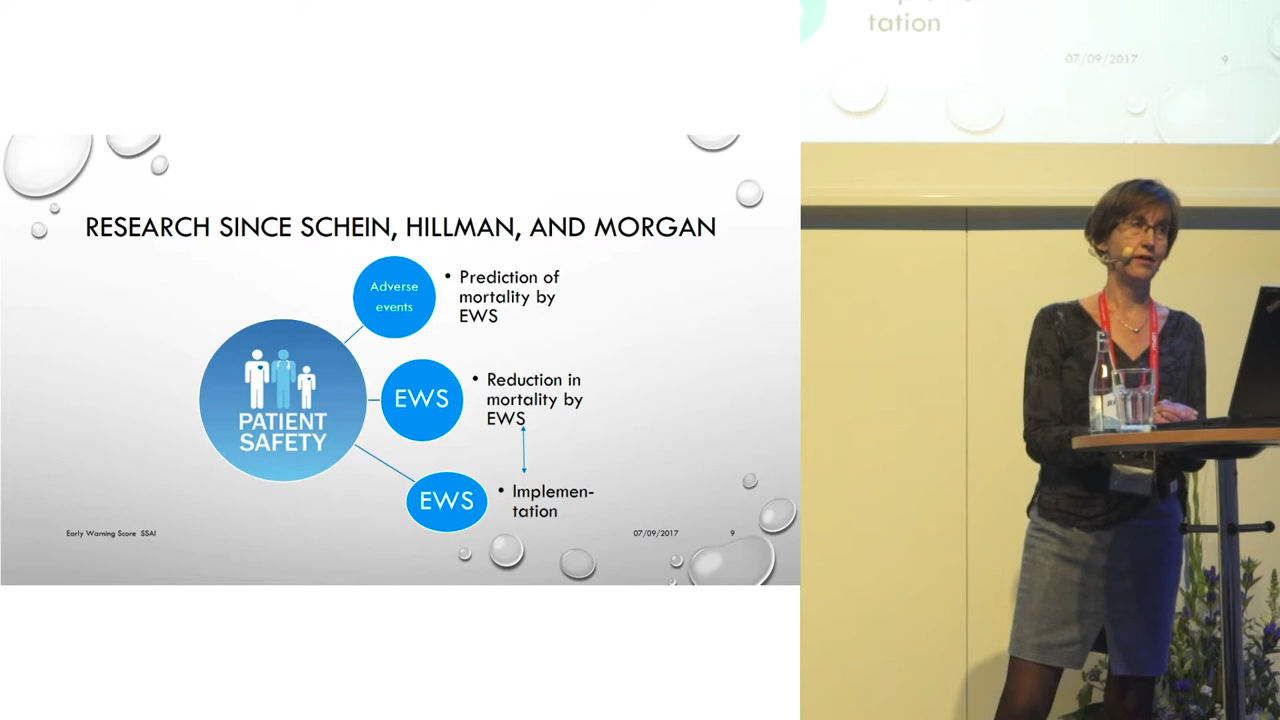 RESEARCH SINCE SCHEIN, HILLMAN, AND MORGAN
Adverse
events
• Prediction of
mortality by
EWS
PATIENT
SAFETY
EWS
• Reduction in
mortality by
EWS
EWS
• Implemen-
tation
Early Warning Score SSAI
07/09/2017
9
tation
07/09/2017
9